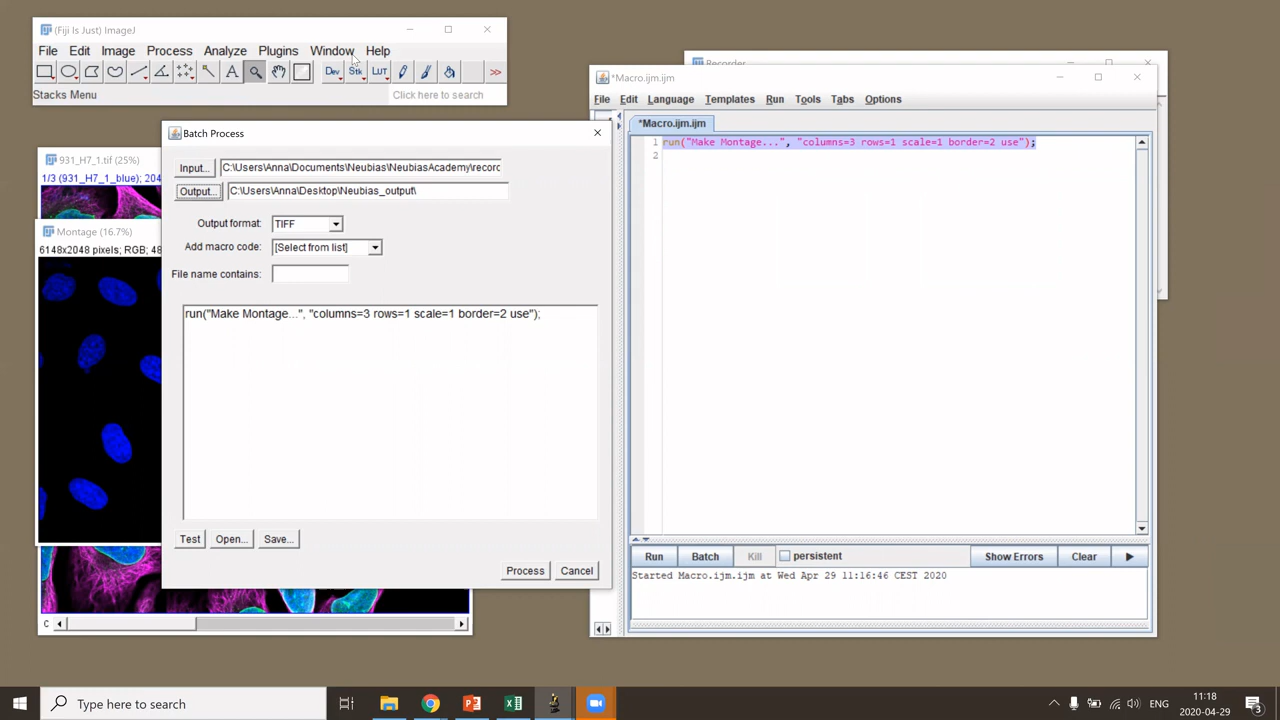 (Fiji Is Just) ImageJ
File Edit Image Process Analyze Plugins Window Help
Dev Stk LUT >>
Stacks Menu
Click here to search
931_H7_1.tif (25%)
1/3 (931_H7_1_blue); 204
Montage (16.7%)
6148x2048 pixels; RGB; 48
C
Batch Process
Input... C:\Users\Anna\Documents\Neubias\NeubiasAcademy\record
Output... C:\Users\Anna\Desktop\Neubias_output\
Output format: TIFF
Add macro code: [Select from list]
File name contains:
run("Make Montage...", "columns=3 rows=1 scale=1 border=2 use");
Test Open... Save...
Process Cancel
Recorder
*Macro.ijm.ijm
File Edit Language Templates Run Tools Tabs Options
*Macro.ijm.ijm
1 run("Make Montage...", "columns=3 rows=1 scale=1 border=2 use");
2
Run Batch Kill persistent Show Errors Clear
Started Macro.ijm.ijm at Wed Apr 29 11:16:46 CEST 2020
Type here to search
ENG
11:18
2020-04-29
3